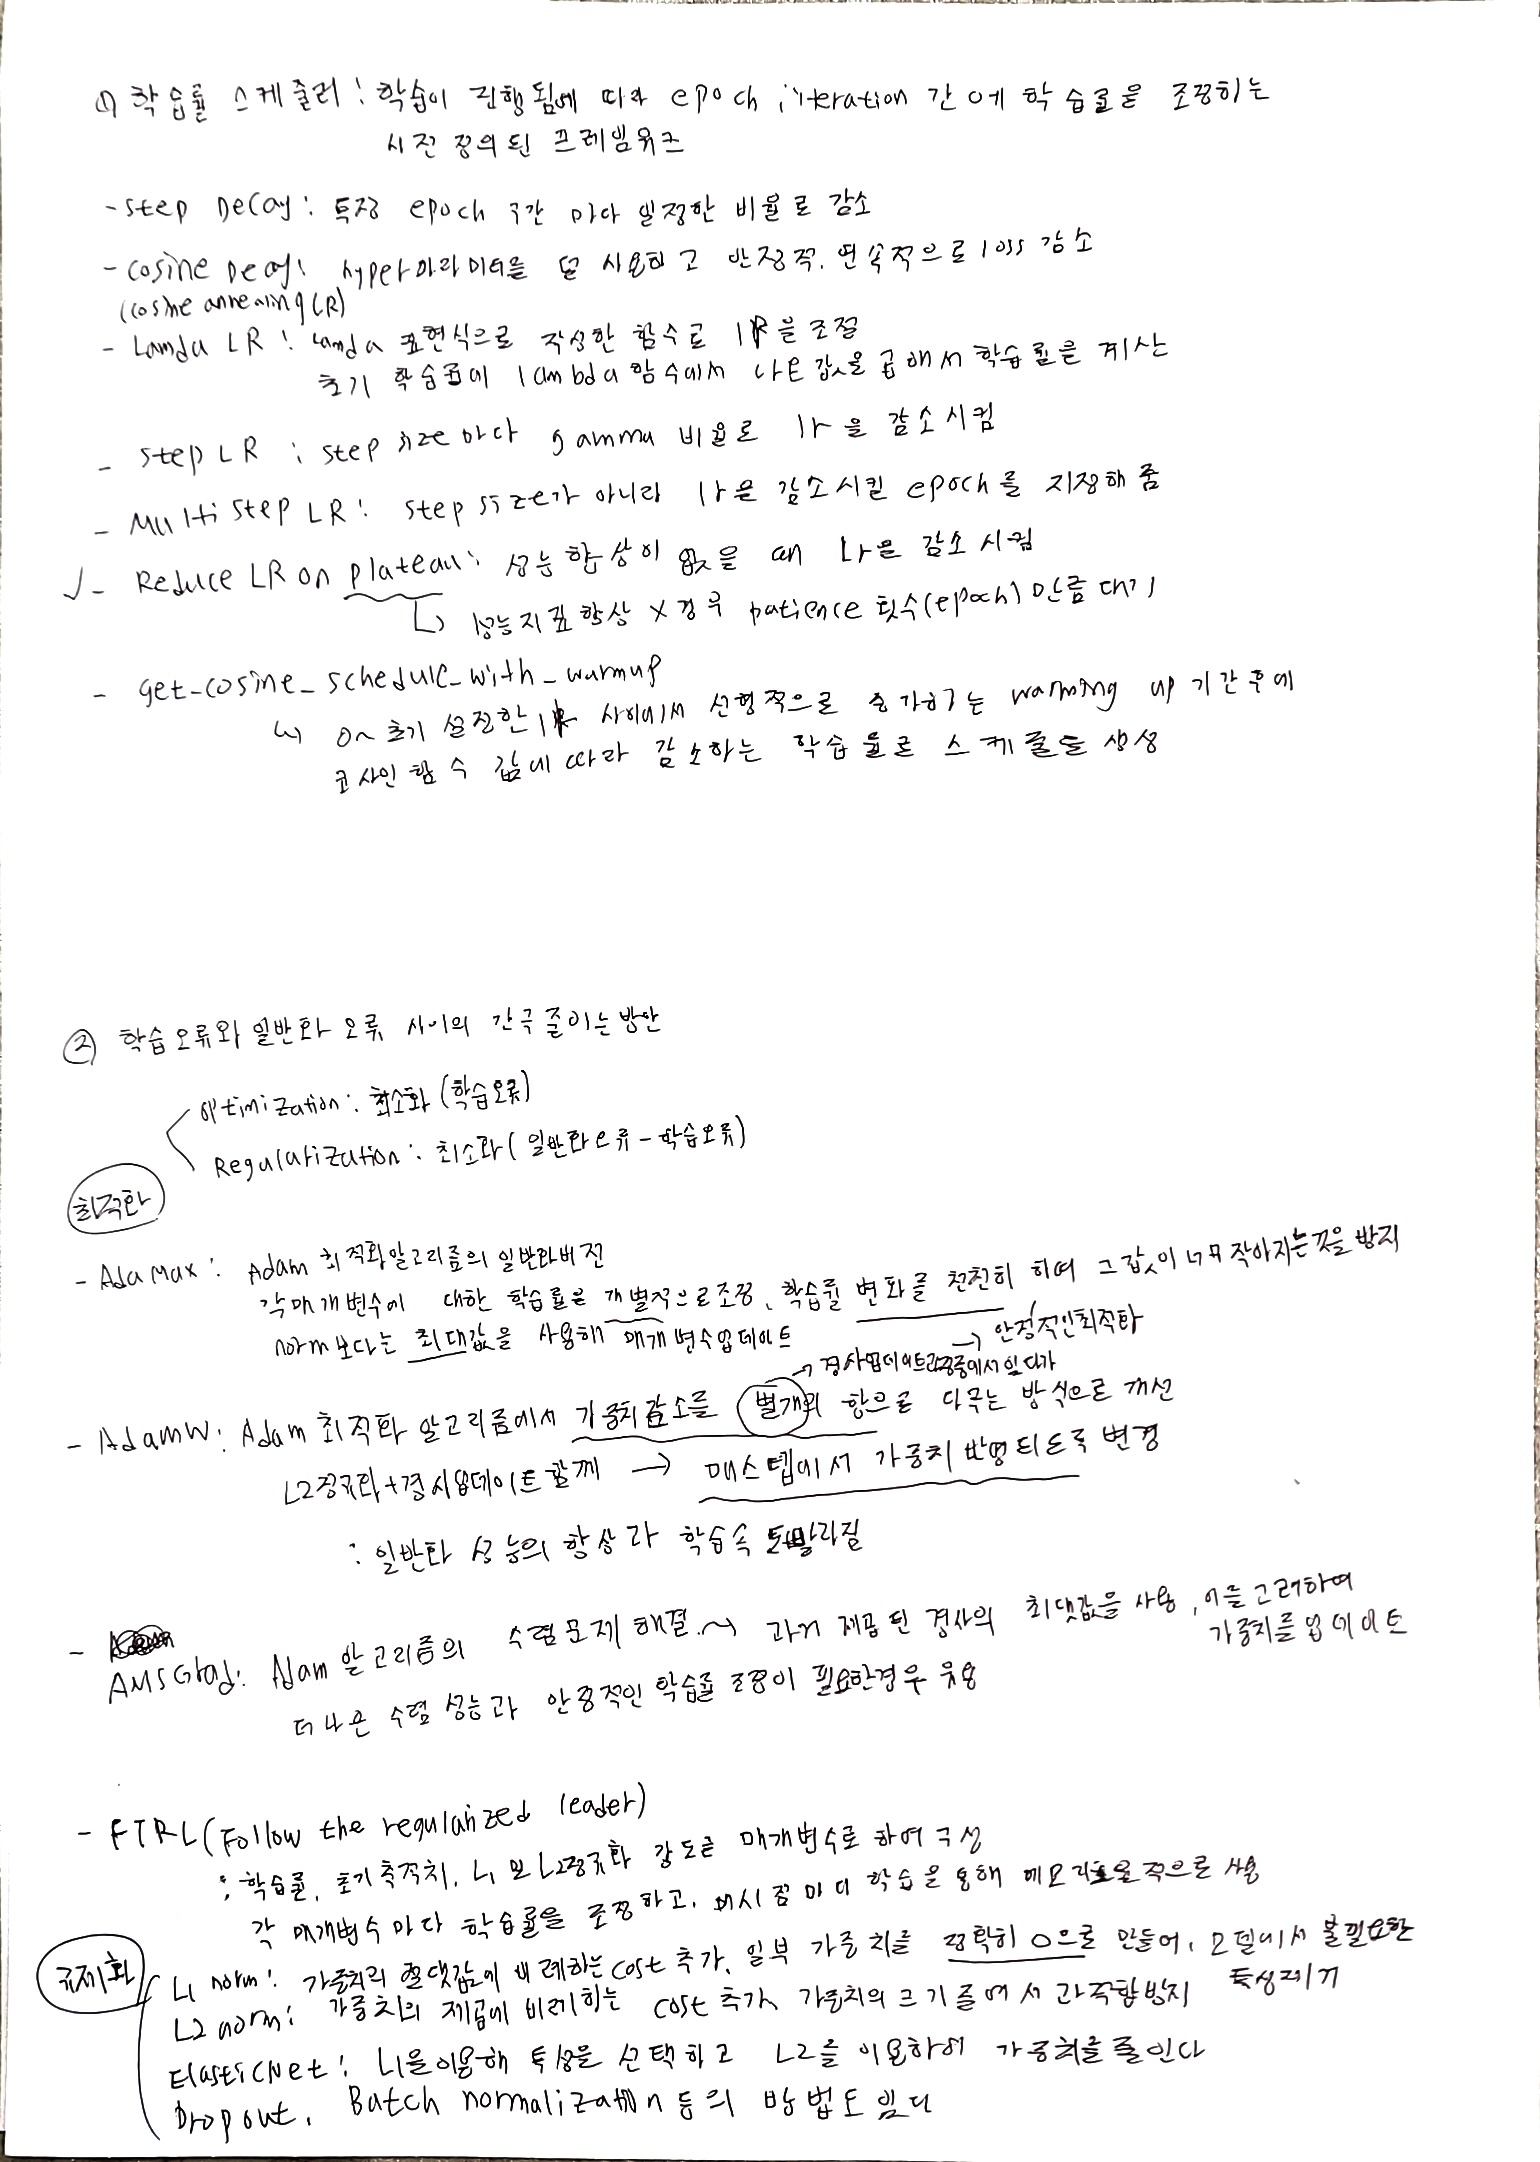 ① 학습률 스케줄러 : 학습이 진행됨에 따라 epoch, iteration 간에 학습률을 조정하는
사전 정의된 프레임워크
- Step Decay : 특정 epoch 구간 마다 일정한 비율로 감소
- Cosine Decay : hyper파라미터를 덜 사용하고 안정적, 연속적으로 loss 감소
(Cosine annealing LR)
- Lamda LR : lamda 표현식으로 작성한 함수로 lR을 조절
초기 학습률에 lambda 함수에서 나온 값을 곱해서 학습률을 계산
- Step LR : step size 마다 gamma 비율로 lr을 감소시킴
- Multi Step LR : step size가 아니라 lr을 감소시킬 epoch를 지정해줌
√ - Reduce LR on plateau : 성능 향상이 없을 때 Lr을 감소시킴
↳ 성능지표 향상 X 경우 patience 횟수(epoch)만큼 대기
- get_cosine_schedule_with_warmup
↳ 0~초기 설정한 lR 사이에서 선형적으로 증가하는 warming up 기간후에
코사인함수 값에 따라 감소하는 학습률로 스케줄을 생성
② 학습오류와 일반화 오류 사이의 간극 줄이는 방안
optimization : 최소화 (학습오류)
Regularization : 최소화 ( 일반화오류 - 학습오류)
최적화
- AdaMax : Adam 최적화알고리즘의 일반화버전
각 매개변수에 대한 학습률을 개별적으로조정, 학습률 변화를 천천히 하여 그값이 너무작아지는것을 방지
norm보다는 최대값을 사용해 매개변수업데이트
→ 안정적인최적화
→ 경사업데이트과정중에서있다가
- AdamW : Adam 최적화 알고리즘에서 가중치감소를 별개의 항으로 다루는 방식으로 개선
L2정규화+경사업데이트함께 → 매스텝에서 가중치 반영되도록 변경
: 일반화 성능의 향상과 학습속도빨라짐
- AMSGrad : Adam 알고리즘의 수렴문제 해결 → 과거 제곱된 경사의 최댓값을 사용, 이를 고려하여
가중치를 업데이트
더 나은 수렴 성능과 안정적인 학습률 조정이 필요한경우 유용
- FTRL (Follow the regularized leader)
: 학습률, 초기 축적치, L1 및 L2정규화 강도를 매개변수로 하여 구성
각 매개변수 마다 학습률을 조정하고, 매시점마다 학습을 통해 메모리효율적으로 사용
규제화
L1 norm : 가중치의 절댓값에 비례하는 cost 추가, 일부 가중치를 정확히 0으로 만들어, 모델에서 불필요한
특성제거
L2 norm : 가중치의 제곱에 비례하는 cost 추가, 가중치의 크기 줄여서 과적합방지
ElasticNet : L1을이용해 특성을 선택하고 L2를 이용하여 가중치를 줄인다
Dropout, Batch normalization 등의 방법도 있다